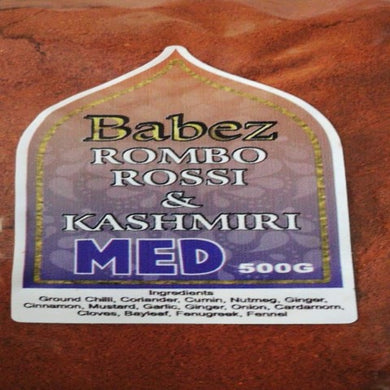 Babez
ROMBO
ROSSI
&
KASHMIRI
MED 500G
Ingredients
Ground Chilli, Coriander, Cumin, Nutmeg, Ginger,
Cinnamon, Mustard, Garlic, Ginger, Onion, Cardamom,
Cloves, Bayleaf, Fenugreek, Fennel